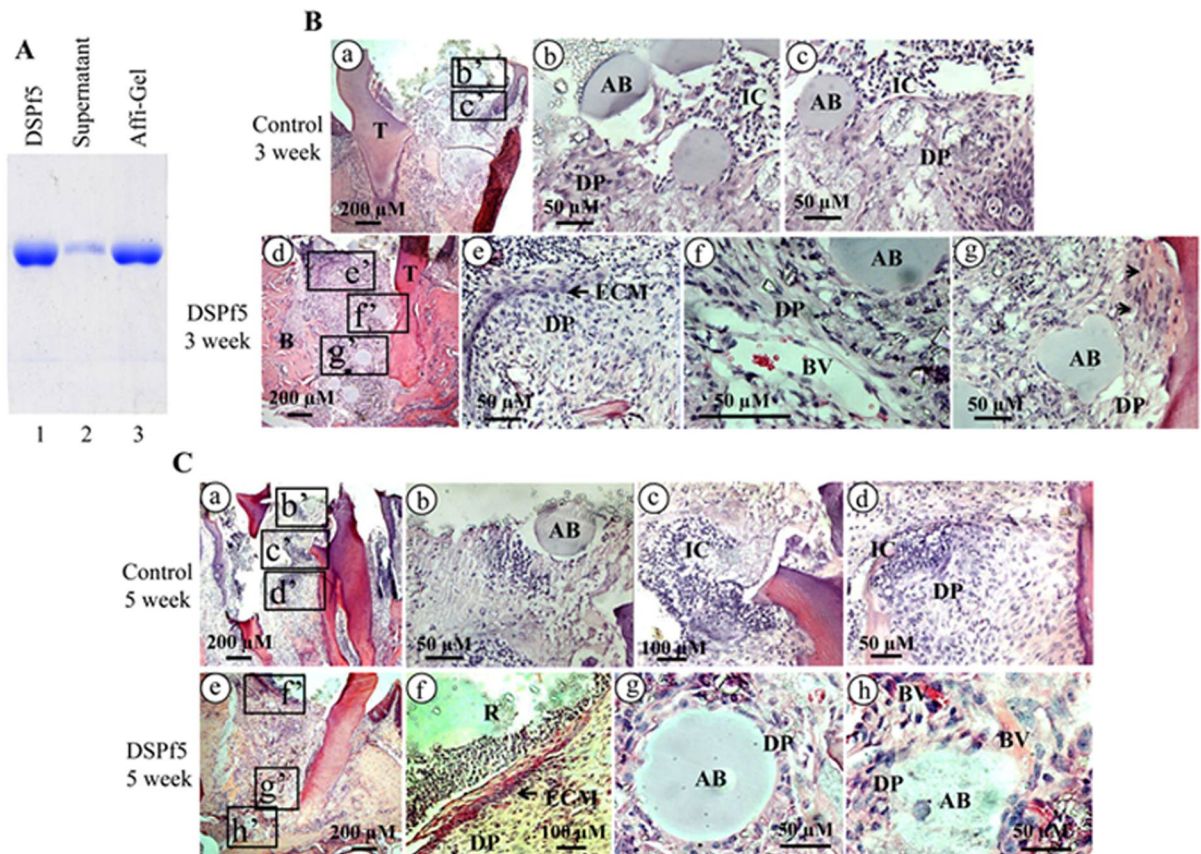 A
DSPf5
Supernatant
Affi-Gel
1 2 3
B
Control
3 week
a
b'
c'
T
200 µM
b
AB
IC
DP
50 µM
c
IC
AB
DP
50 µM
DSPf5
3 week
d
e'
T
f'
B
g'
200 µM
e
ECM
DP
50 µM
f
AB
DP
BV
50 µM
g
AB
DP
50 µM
C
Control
5 week
a
b'
c'
d'
200 µM
b
AB
50 µM
c
IC
100 µM
d
IC
DP
50 µM
DSPf5
5 week
e
f'
g'
h'
200 µM
f
R
ECM
DP
100 µM
g
DP
AB
50 µM
h
BV
BV
DP
AB
50 µM